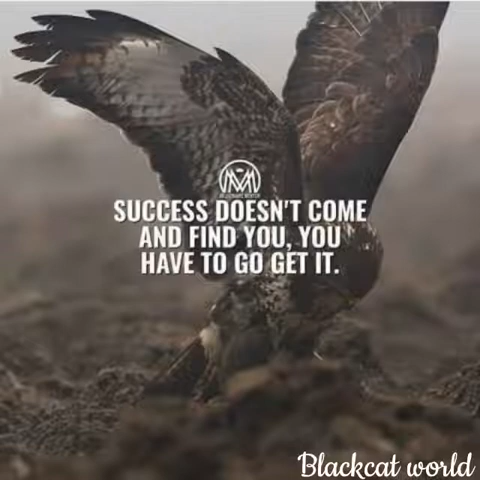 SUCCESS DOESN'T COME
AND FIND YOU, YOU
HAVE TO GO GET IT.
Blackcat world